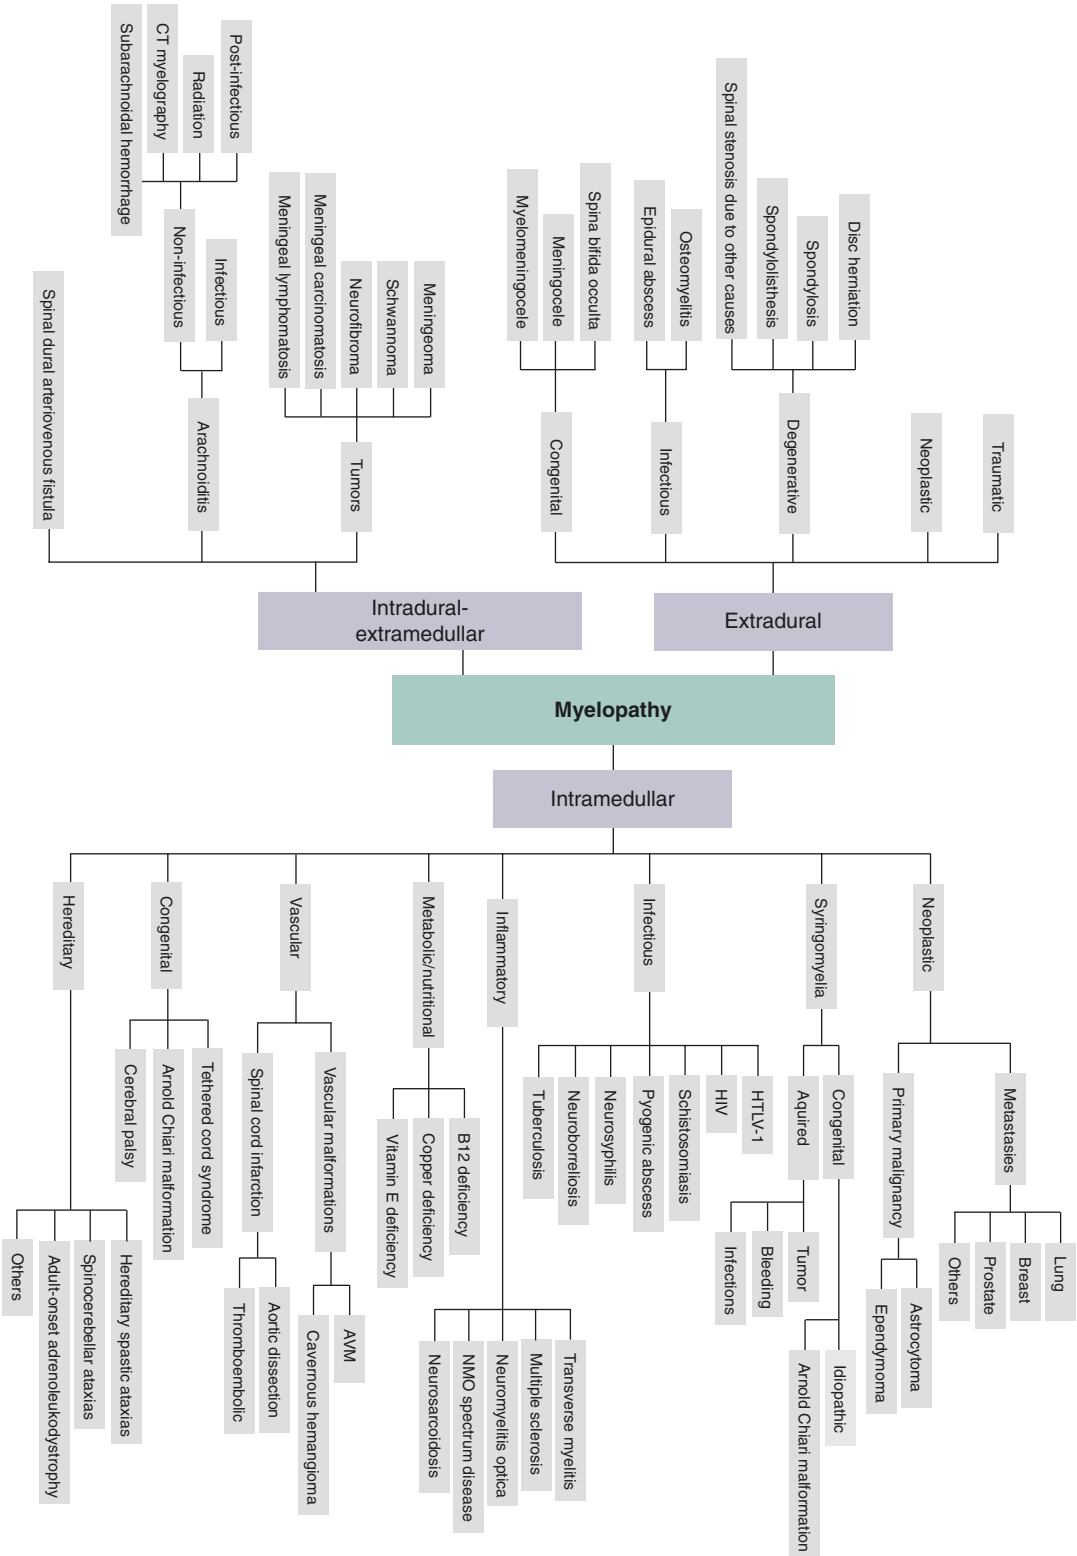 Myelopathy
Extradural
Traumatic
Neoplastic
Degenerative
Disc herniation
Spondylosis
Spondylolisthesis
Spinal stenosis due to other causes
Infectious
Osteomyelitis
Epidural abscess
Congenital
Spina bifida occulta
Meningocele
Myelomeningocele
Intradural-
extramedullar
Tumors
Meningeoma
Schwannoma
Neurofibroma
Meningeal carcinomatosis
Meningeal lymphomatosis
Arachnoiditis
Infectious
Non-infectious
Post-infectious
Radiation
CT myelography
Subarachnoidal hemorrhage
Spinal dural arteriovenous fistula
Intramedullar
Neoplastic
Metastasies
Lung
Breast
Prostate
Others
Primary malignancy
Astrocytoma
Ependymoma
Syringomyelia
Congenital
Idiopathic
Arnold Chiari malformation
Aquired
Tumor
Bleeding
Infections
Infectious
HTLV-1
HIV
Schistosomiasis
Pyogenic abscess
Neurosyphilis
Neuroborreliosis
Tuberculosis
Inflammatory
Transverse myelitis
Multiple sclerosis
Neuromyelitis optica
NMO spectrum disease
Neurosarcoidosis
Metabolic/nutritional
B12 deficiency
Copper deficiency
Vitamin E deficiency
Vascular
Vascular malformations
AVM
Cavernous hemangioma
Spinal cord infarction
Aortic dissection
Thromboembolic
Congenital
Tethered cord syndrome
Arnold Chiari malformation
Cerebral palsy
Hereditary
Hereditary spastic ataxias
Spinocerebellar ataxias
Adult-onset adrenoleukodystrophy
Others